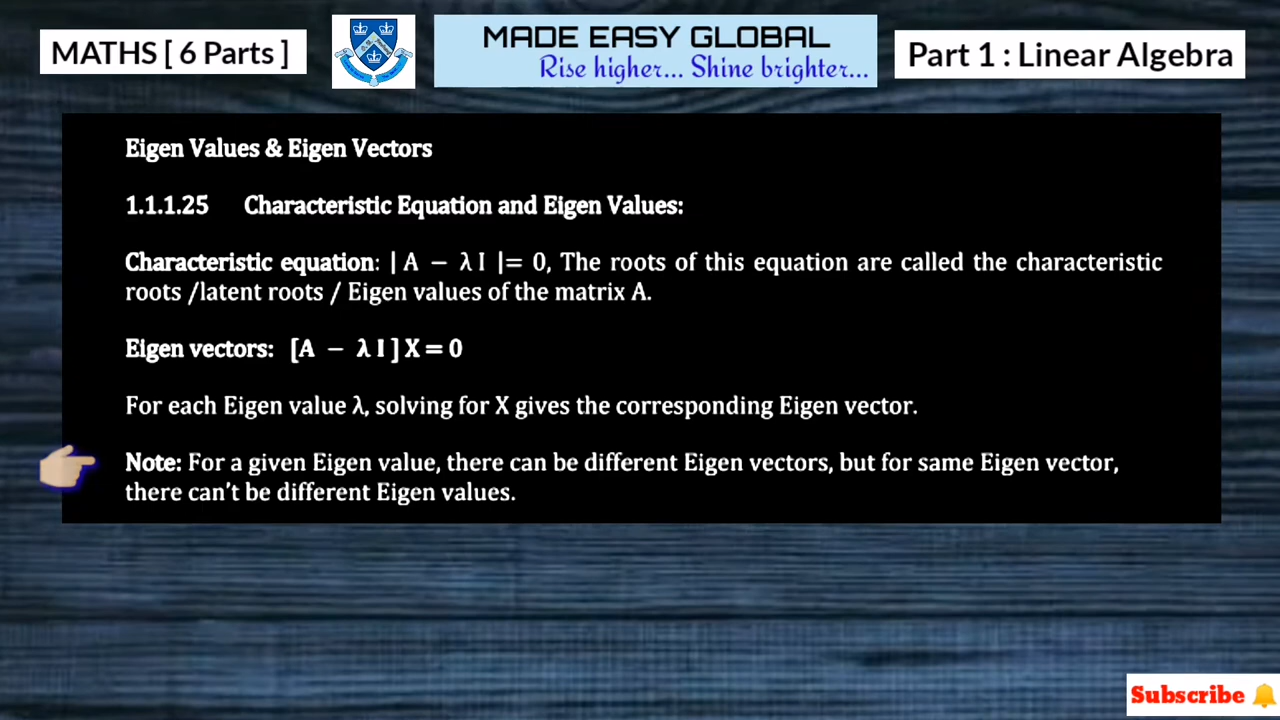 MATHS [ 6 Parts ]
MADE EASY GLOBAL
Rise higher... Shine brighter...
Part 1 : Linear Algebra
Eigen Values & Eigen Vectors
1.1.1.25 Characteristic Equation and Eigen Values:
Characteristic equation: | A − λ I |= 0, The roots of this equation are called the characteristic
roots /latent roots / Eigen values of the matrix A.
Eigen vectors: [A − λ I ] X = 0
For each Eigen value λ, solving for X gives the corresponding Eigen vector.
Note: For a given Eigen value, there can be different Eigen vectors, but for same Eigen vector,
there can't be different Eigen values.
Subscribe